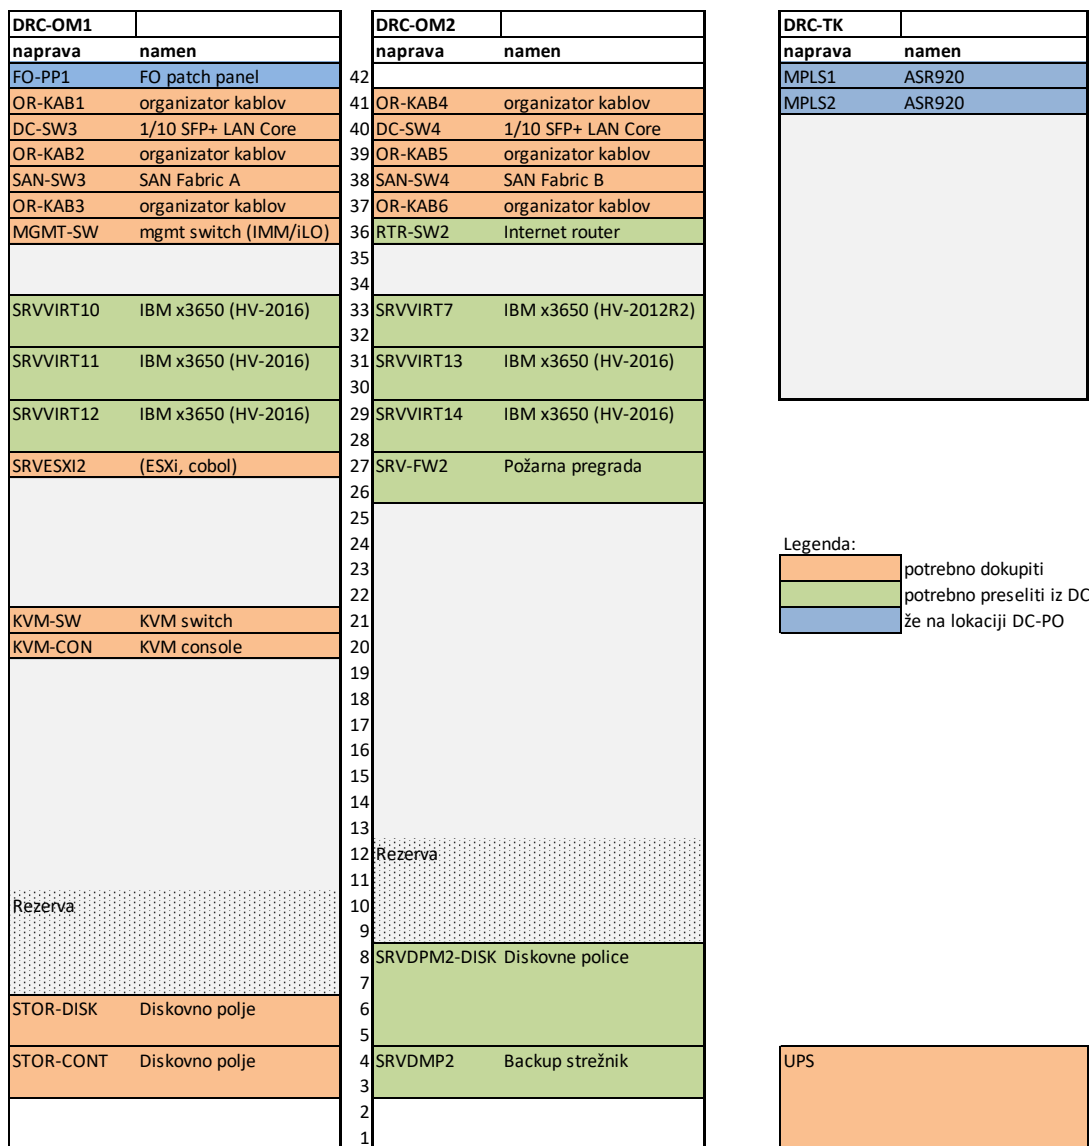 DRC-OM1 DRC-OM2 DRC-TK
naprava namen naprava namen naprava namen
FO-PP1 FO patch panel 42 MPLS1 ASR920
OR-KAB1 organizator kablov 41 OR-KAB4 organizator kablov MPLS2 ASR920
DC-SW3 1/10 SFP+ LAN Core 40 DC-SW4 1/10 SFP+ LAN Core
OR-KAB2 organizator kablov 39 OR-KAB5 organizator kablov
SAN-SW3 SAN Fabric A 38 SAN-SW4 SAN Fabric B
OR-KAB3 organizator kablov 37 OR-KAB6 organizator kablov
MGMT-SW mgmt switch (IMM/iLO) 36 RTR-SW2 Internet router
35
34
SRVVIRT10 IBM x3650 (HV-2016) 33 SRVVIRT7 IBM x3650 (HV-2012R2)
32
SRVVIRT11 IBM x3650 (HV-2016) 31 SRVVIRT13 IBM x3650 (HV-2016)
30
SRVVIRT12 IBM x3650 (HV-2016) 29 SRVVIRT14 IBM x3650 (HV-2016)
28
SRVESXI2 (ESXi, cobol) 27 SRV-FW2 Požarna pregrada
26
25
24 Legenda:
23 potrebno dokupiti
22 potrebno preseliti iz DC
KVM-SW KVM switch 21 že na lokaciji DC-PO
KVM-CON KVM console 20
19
18
17
16
15
14
13
12 Rezerva
11
Rezerva 10
9
8 SRVDPM2-DISK Diskovne police
7
STOR-DISK Diskovno polje 6
5
STOR-CONT Diskovno polje 4 SRVDMP2 Backup strežnik UPS
3
2
1